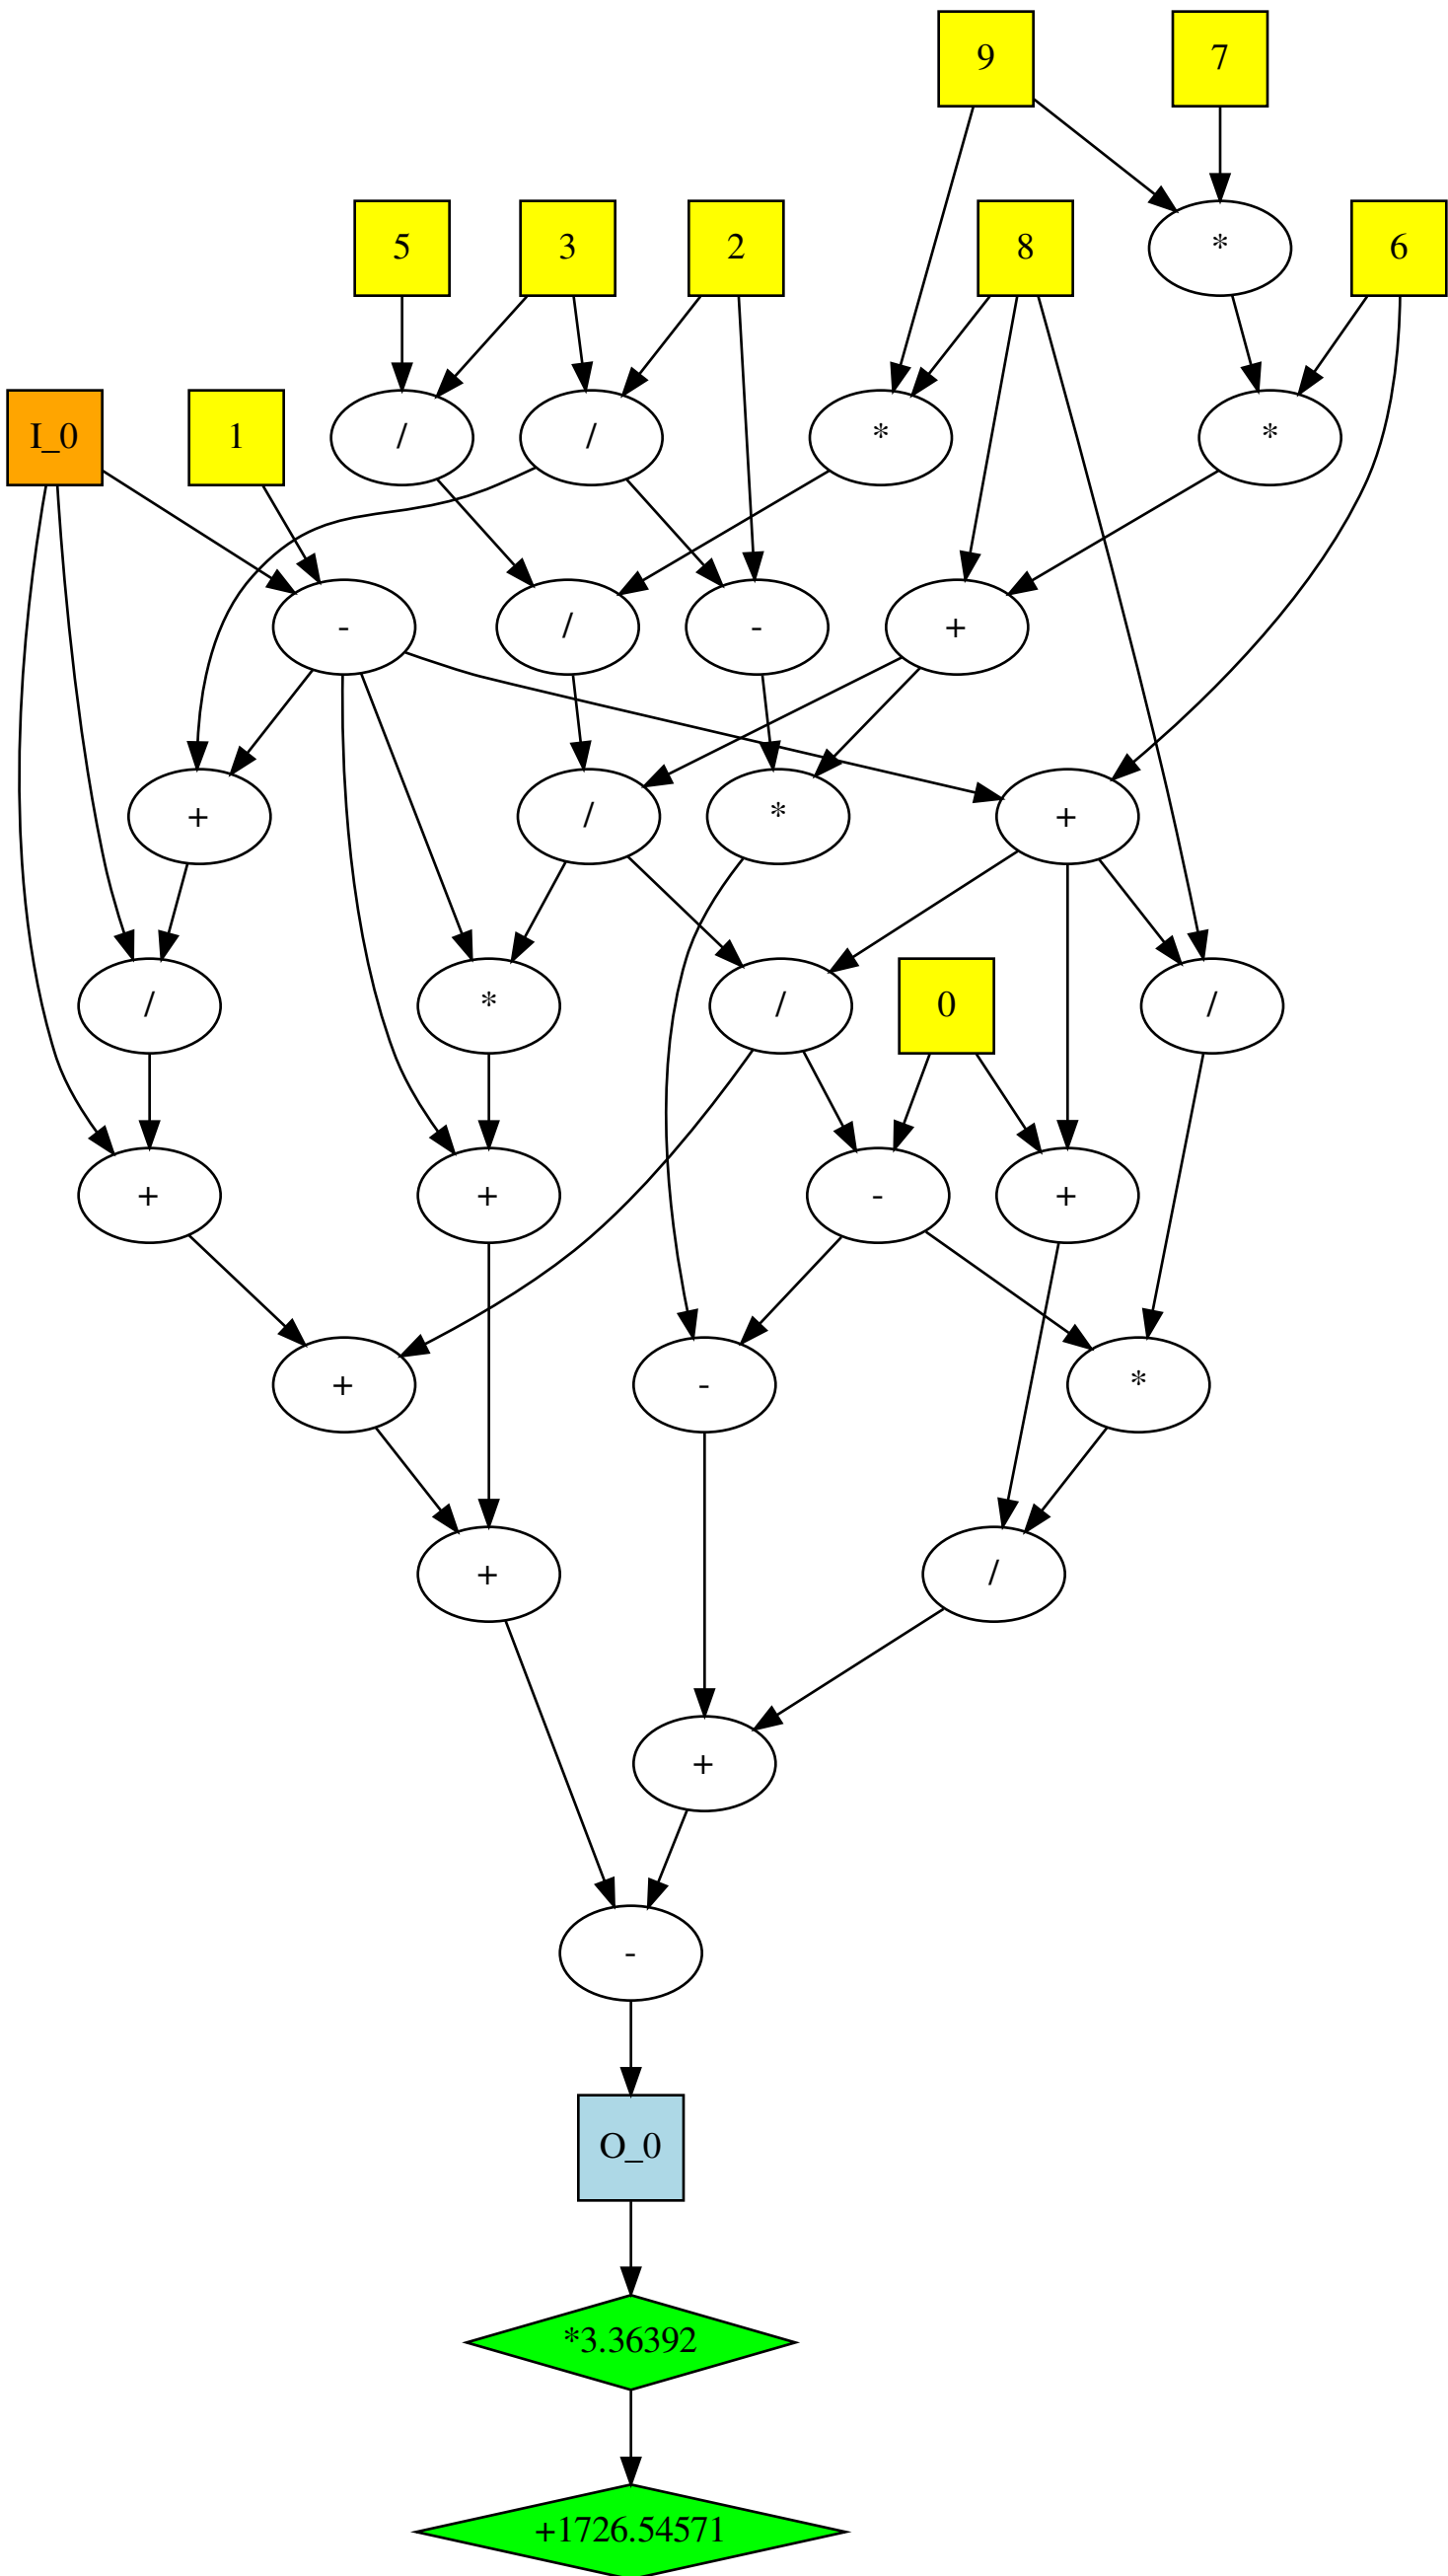 9 7
5 3 2 8 * 6
I_0 1 / / * *
- / - +
+ / * +
/ * / 0 /
+ + - +
+ - *
+ /
+
-
O_0
*3.36392
+1726.54571